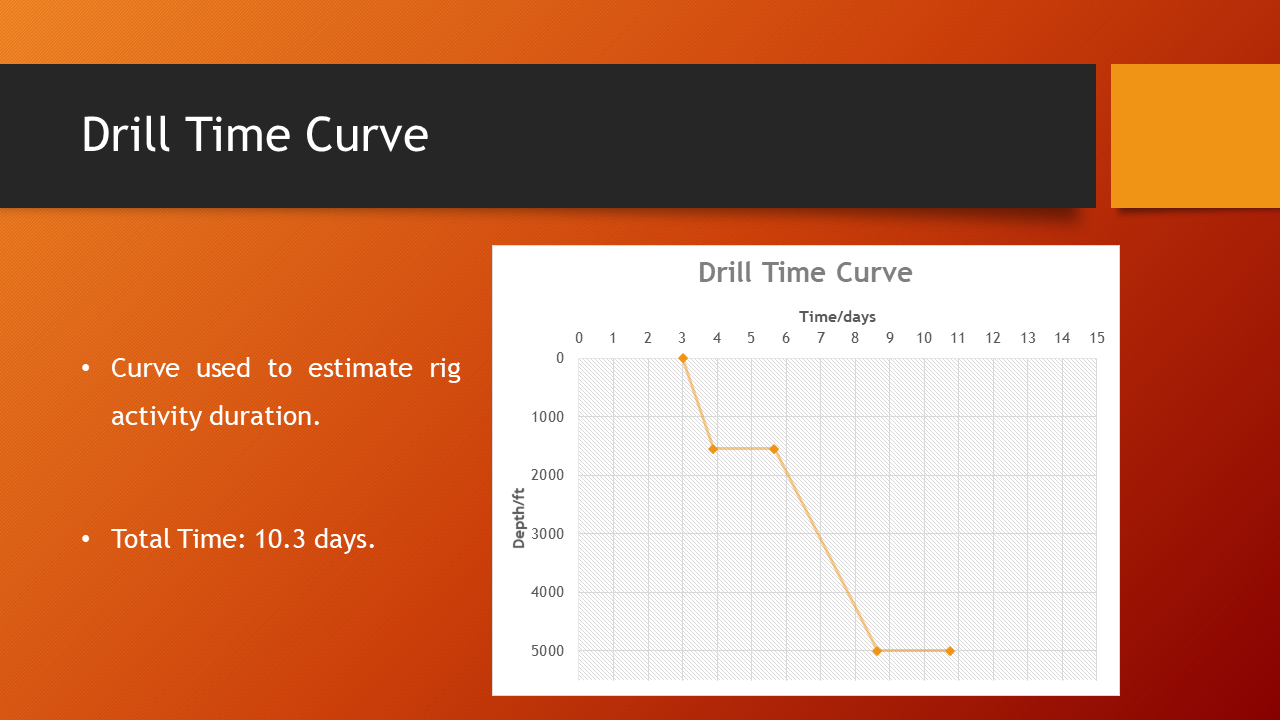 Drill Time Curve
• Curve used to estimate rig
activity duration.
• Total Time: 10.3 days.
Drill Time Curve
Time/days
0 1 2 3 4 5 6 7 8 9 10 11 12 13 14 15
0
1000
2000
3000
4000
5000
Depth/ft